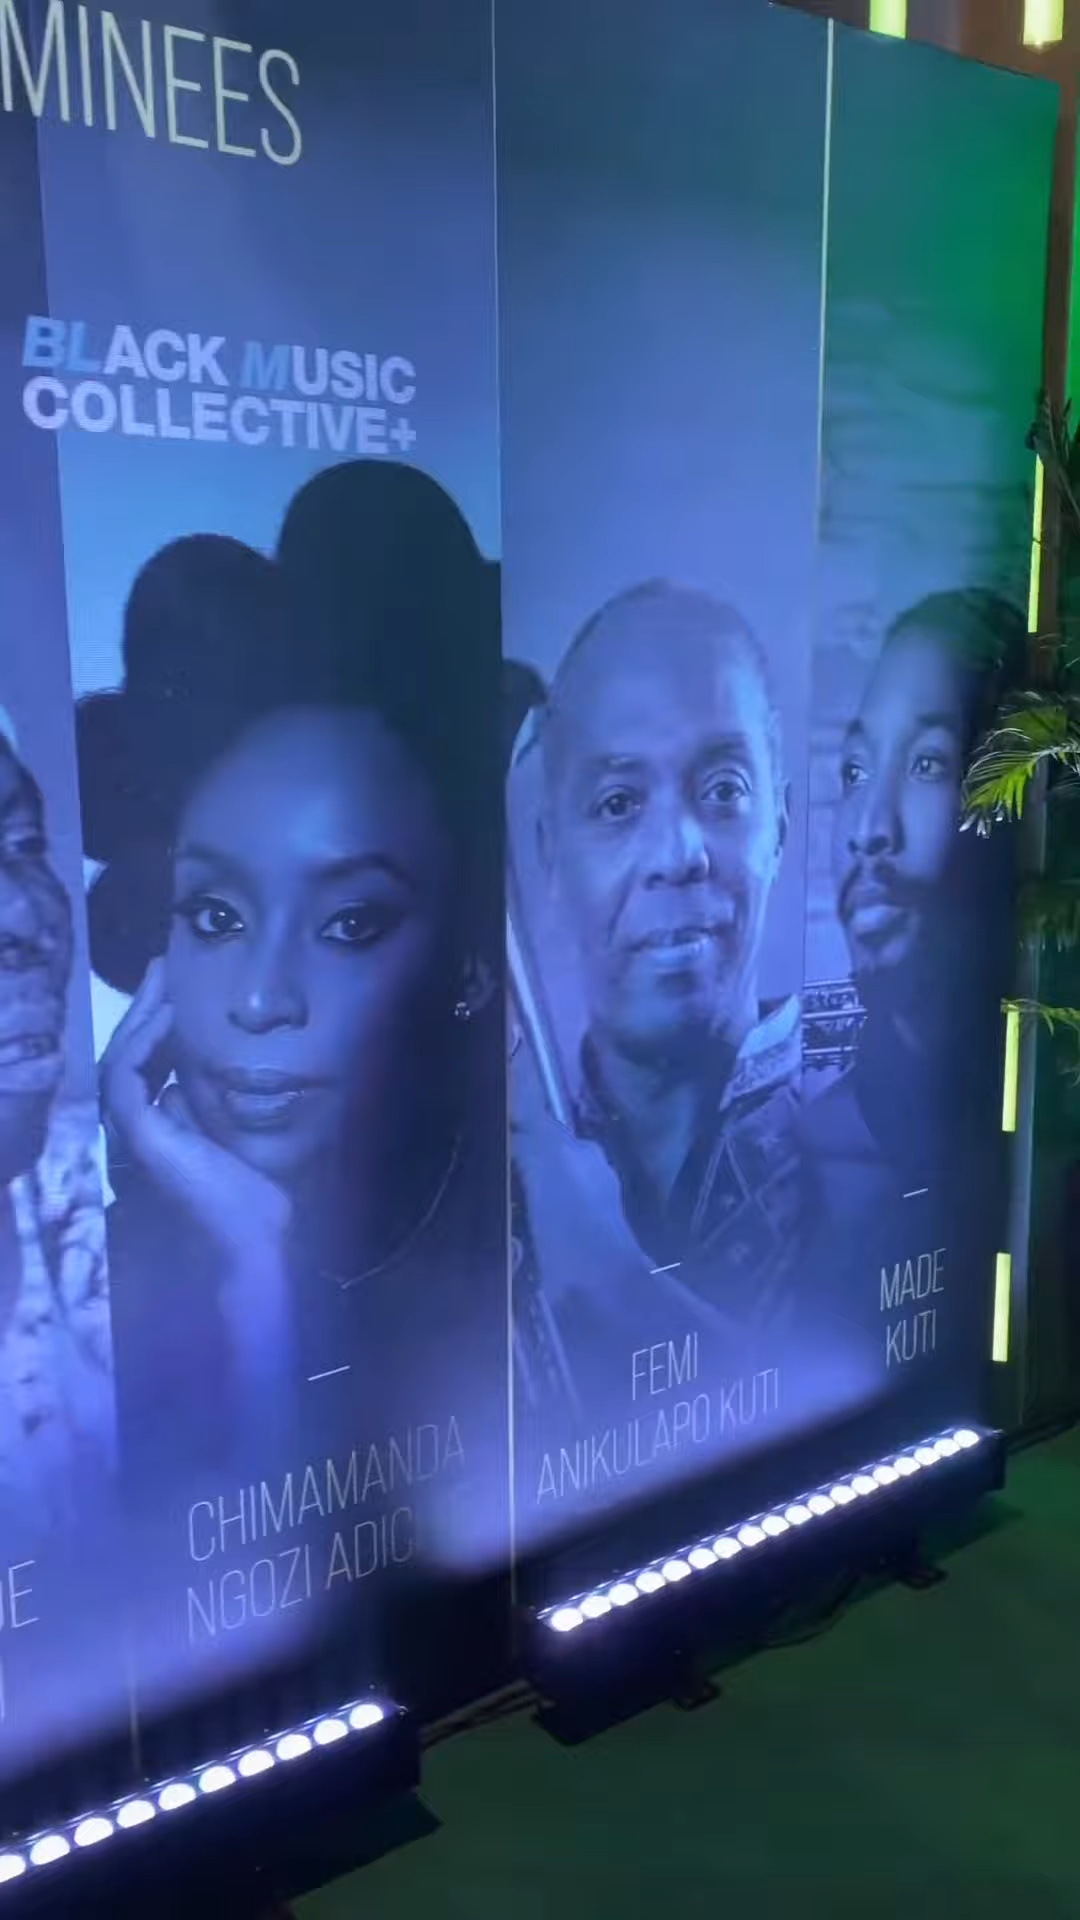 MINEES
BLACK MUSIC
COLLECTIVE+
CHIMAMANDA
NGOZI ADIC
FEMI
ANIKULAPO KUTI
MADE
KUTI